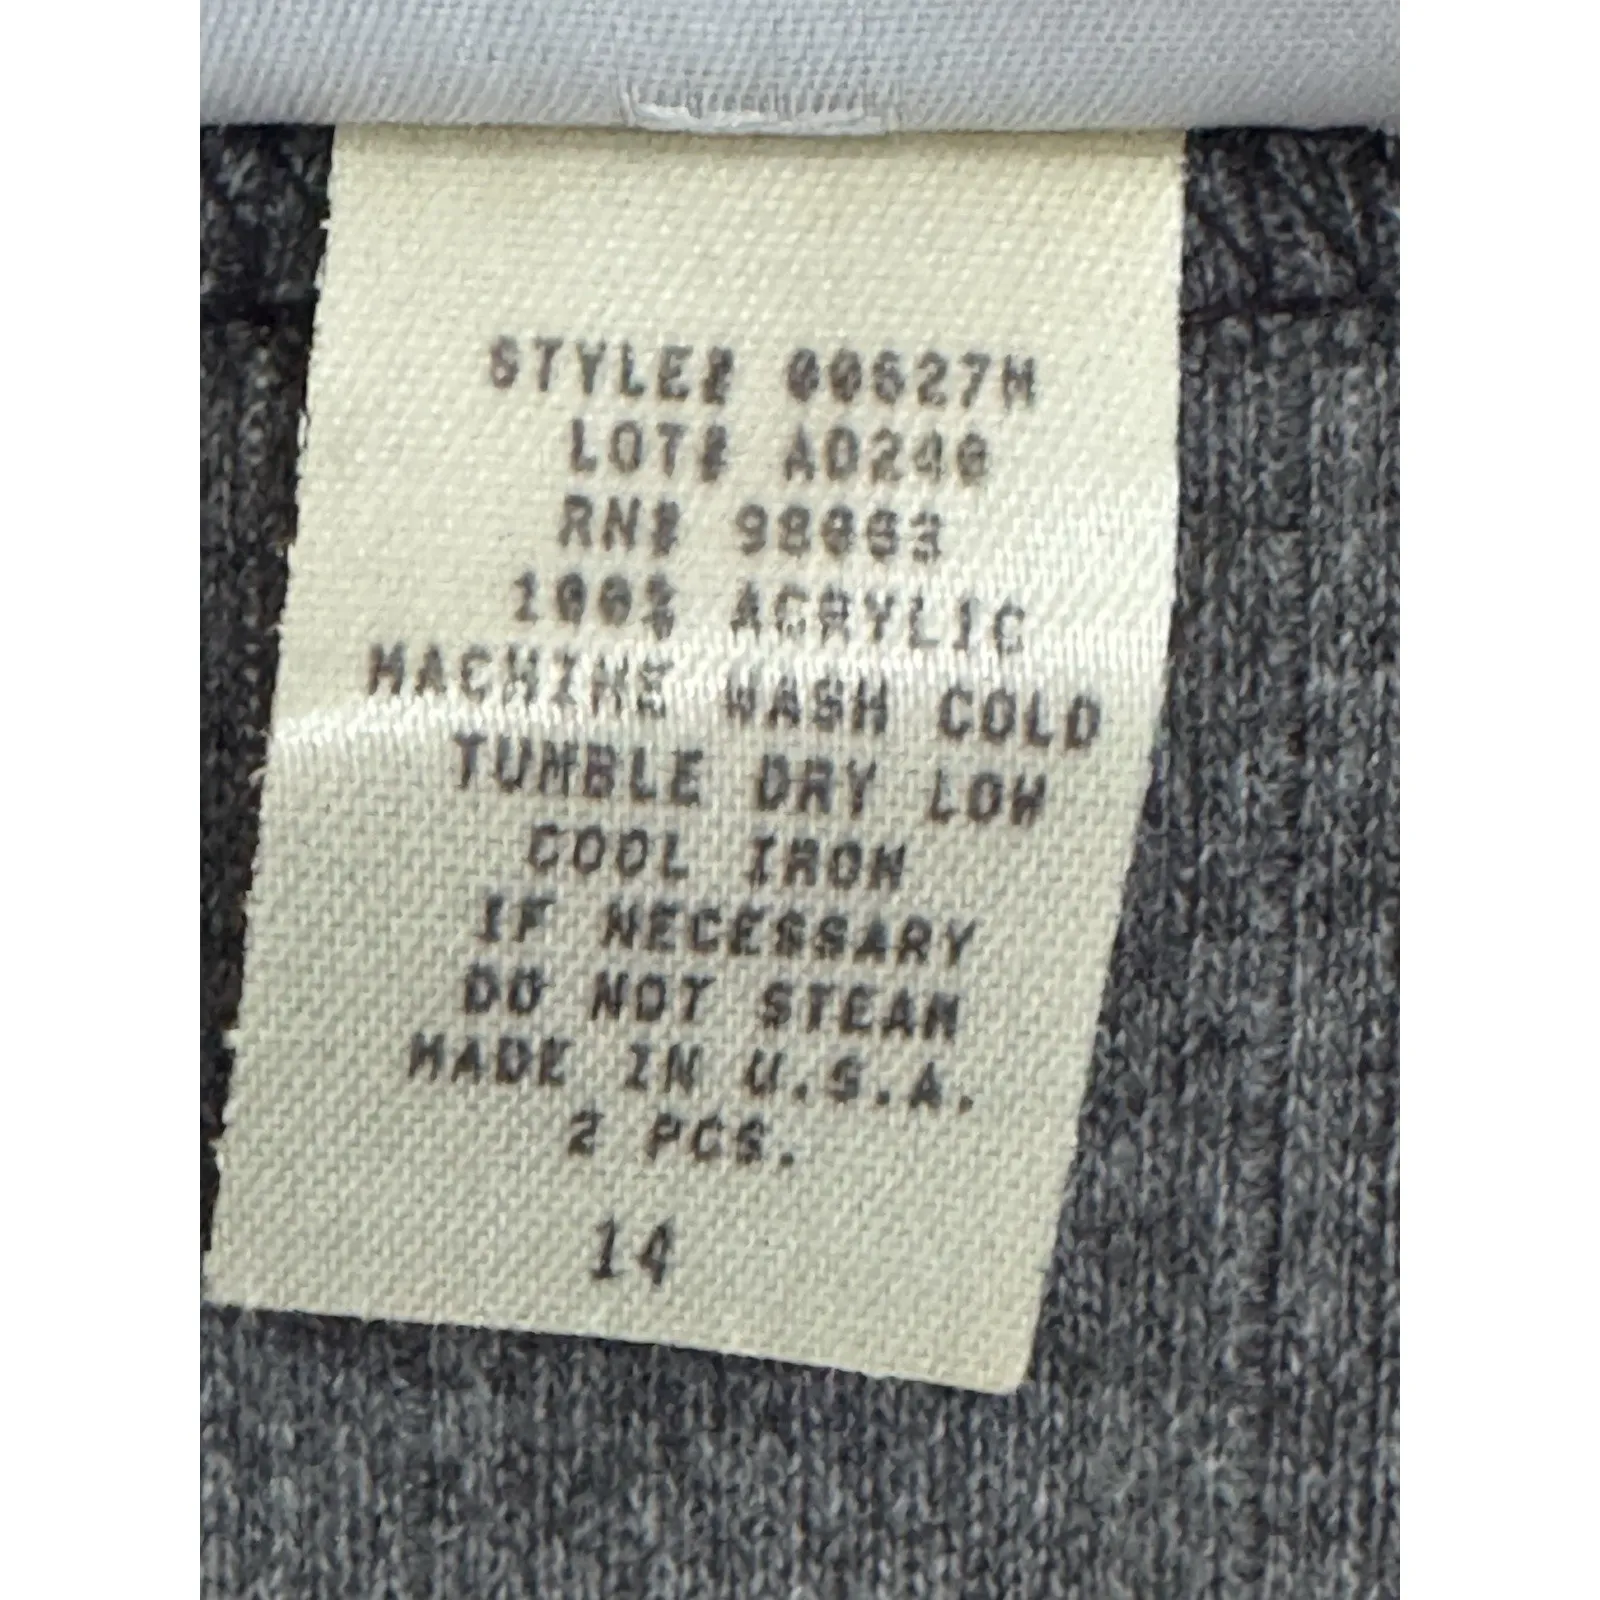 STYLE# 00627M
LOT# AD240
RN# 98063
100% ACRYLIC
MACHINE WASH COLD
TUMBLE DRY LOW
COOL IRON
IF NECESSARY
DO NOT STEAM
MADE IN U.S.A.
2 PCS.
14